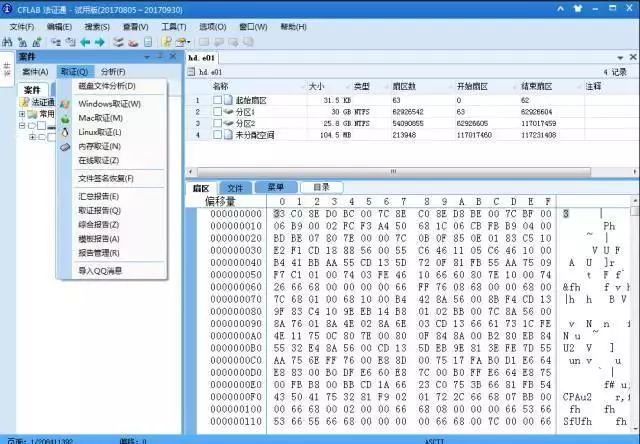 CFLAB 法证通 - 试用版(20170805－20170930)
文件(F) 编辑(E) 搜索(S) 查看(V) 工具(T) 选项(O) 窗口(W) 帮助(H)
案件
案件(A) 取证(Q) 分析(F)
案件
法证通
常用
磁盘文件分析(D)
Windows取证(W)
Mac取证(M)
Linux取证(L)
内存取证(N)
在线取证(Z)
文件签名恢复(F)
汇总报告(E)
取证报告(Q)
综合报告(Z)
模板报告(A)
报告管理(R)
导入QQ消息
hd.e01
hd.e01 4 记录
名称 大小 类型 扇区数 开始扇区 结束扇区 注释
1 起始扇区 31.5 KB 63 0 62
2 分区1 30 GB NTFS 62926542 63 62926604
3 分区2 25.8 GB NTFS 54090855 62926605 117017459
4 未分配空间 104.5 MB 213948 117017460 117231408
扇区 文件 菜单 目录
偏移量 0 1 2 3 4 5 6 7 8 9 A B C D E F
000000000 33 C0 8E D0 BC 00 7C 8E C0 8E D8 BE 00 7C BF 00
000000010 06 B9 00 02 FC F3 A4 50 68 1C 06 CB FB B9 04 00
000000020 BD BE 07 80 7E 00 00 7C 0B 0F 85 0E 01 83 C5 10
000000030 E2 F1 CD 18 88 56 00 55 C6 46 11 05 C6 46 10 00
000000040 B4 41 BB AA 55 CD 13 5D 72 0F 81 FB 55 AA 75 09
000000050 F7 C1 01 00 74 03 FE 46 10 66 60 80 7E 10 00 74
000000060 26 66 68 00 00 00 00 66 FF 76 08 68 00 00 68 00
000000070 7C 68 01 00 68 10 00 B4 42 8A 56 00 8B F4 CD 13
000000080 9F 83 C4 10 9E EB 14 B8 01 02 BB 00 7C 8A 56 00
000000090 8A 76 01 8A 4E 02 8A 6E 03 CD 13 66 61 73 1C FE
0000000A0 4E 11 75 0C 80 7E 00 80 0F 84 8A 00 B2 80 EB 84
0000000B0 55 32 E4 8A 56 00 CD 13 5D EB 9E 81 3E FE 7D 55
0000000C0 AA 75 6E FF 76 00 E8 8D 00 75 17 FA B0 D1 E6 64
0000000D0 E8 83 00 B0 DF E6 60 E8 7C 00 B0 FF E6 64 E8 75
0000000E0 00 FB B8 00 BB CD 1A 66 23 C0 75 3B 66 81 FB 54
0000000F0 43 50 41 75 32 81 F9 02 01 72 2C 66 68 07 BB 00
000000100 00 66 68 00 02 00 00 66 68 08 00 00 00 66 53 66
000000110 53 66 55 66 68 00 00 00 00 66 68 00 7C 00 00 66
ASCII